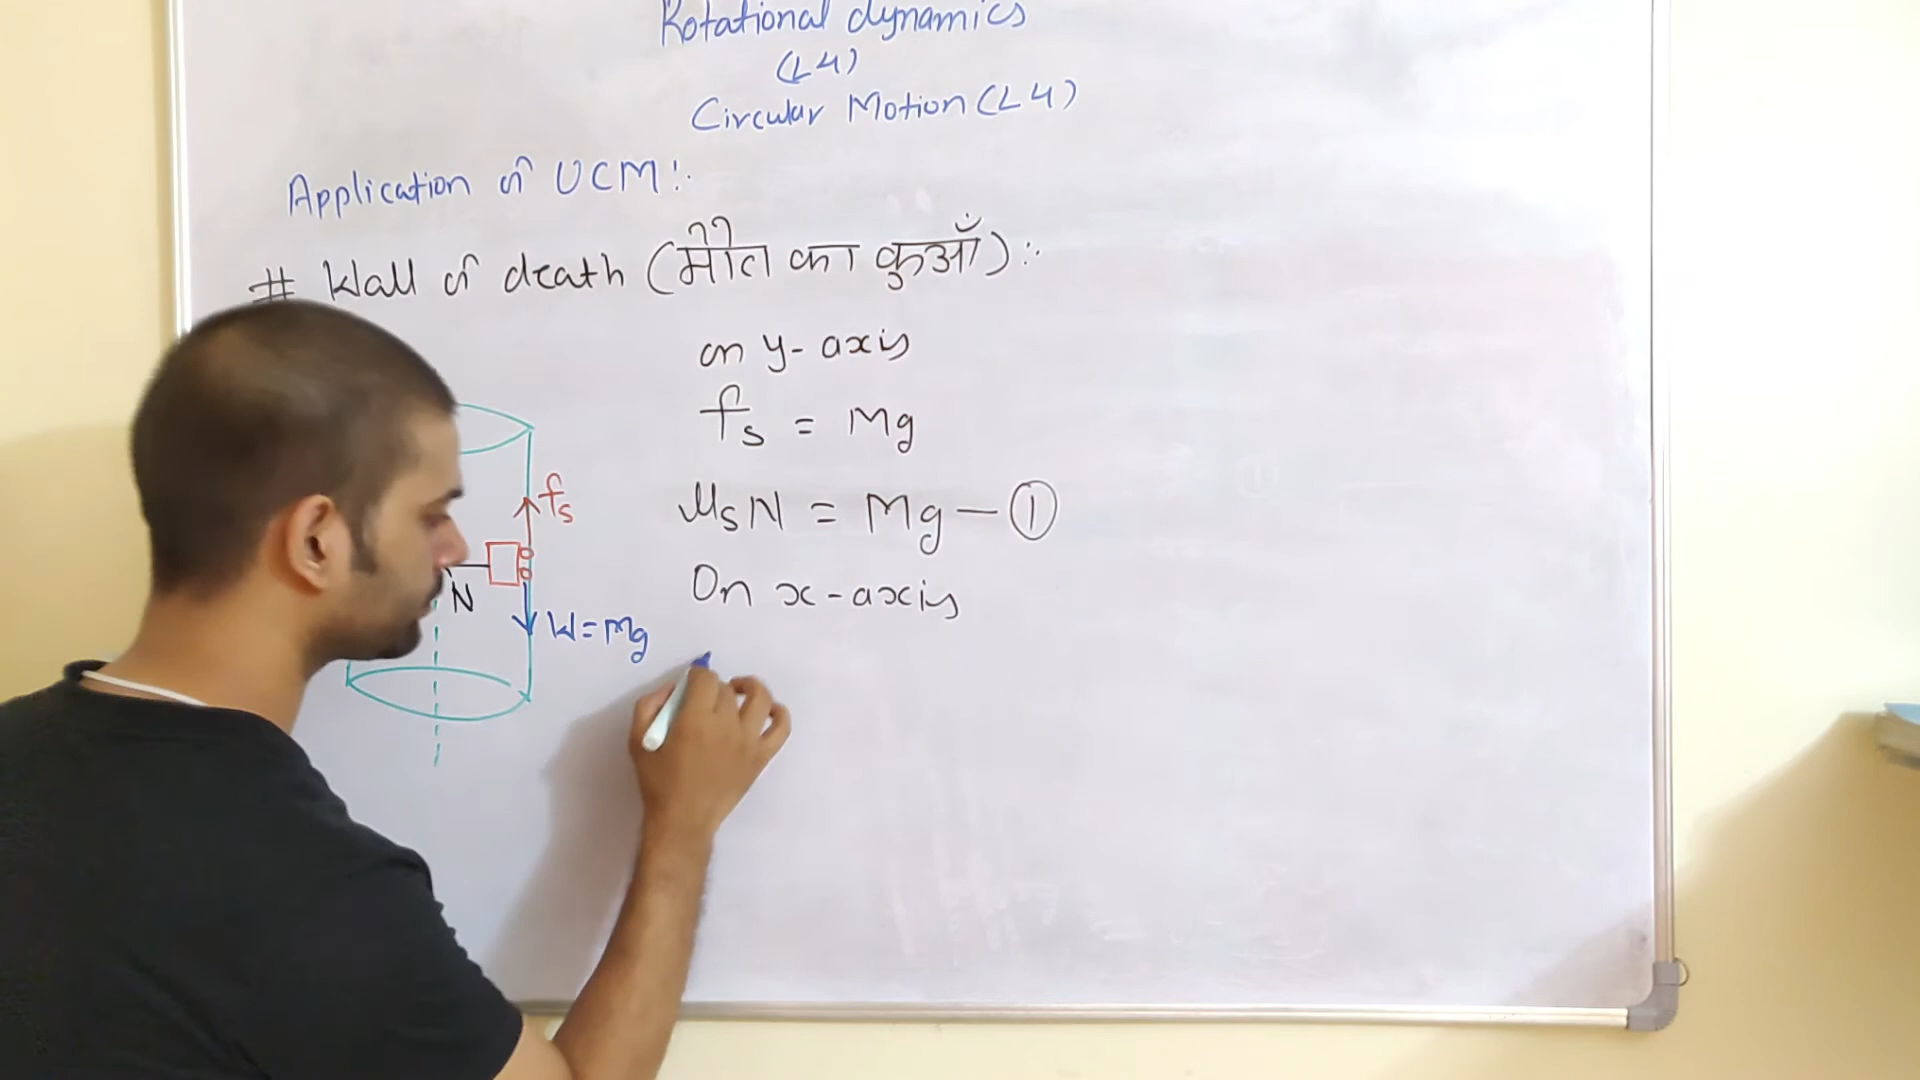 Rotational dynamics
(L4)
Circular Motion (L4)
Application of UCM:-
# Wall of death (मौत का कुआँ) :-
on y-axis
fs = Mg
μsN = Mg — ①
On x-axis
fs
N
W=Mg